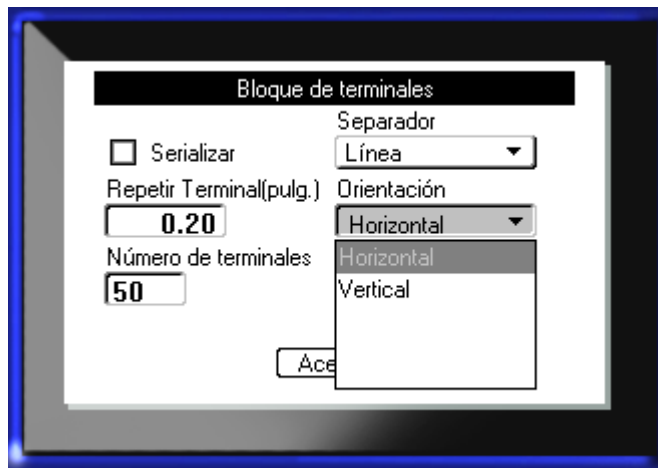 Bloque de terminales
Separador
Serializar
Línea
Repetir Terminal(pulg.)
Orientación
0.20
Horizontal
Número de terminales
Horizontal
50
Vertical
Ace